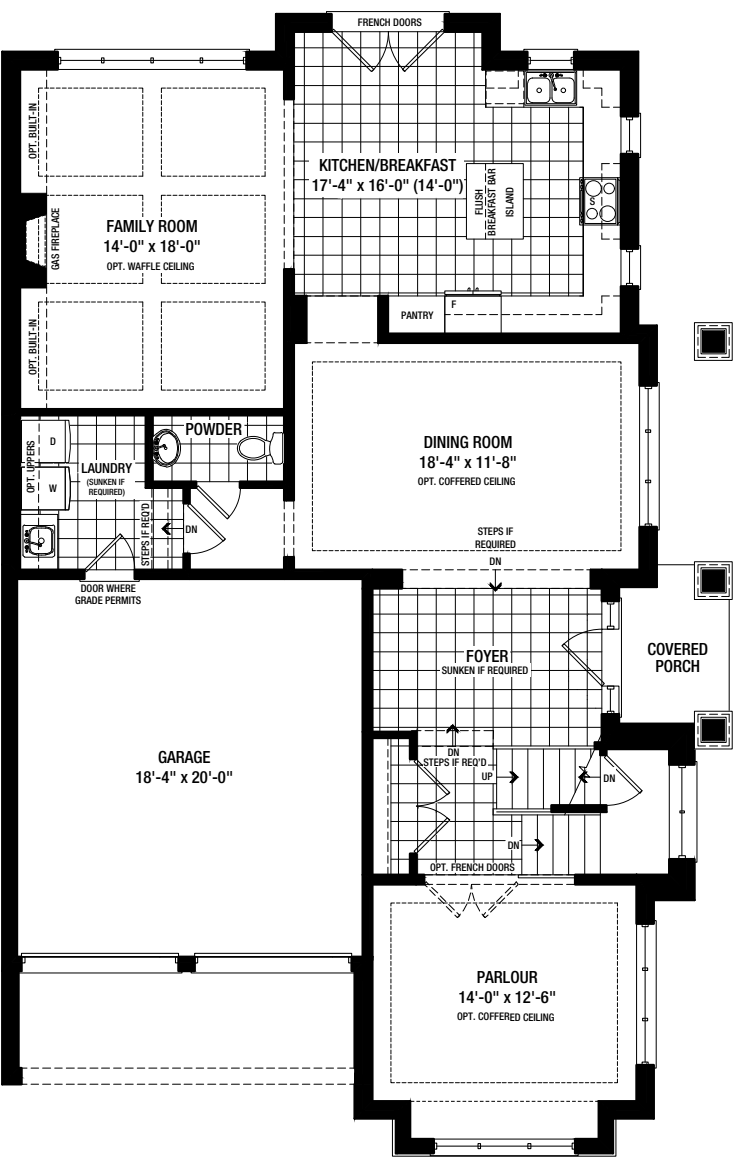 FRENCH DOORS
OPT. BUILT-IN
KITCHEN/BREAKFAST
17'-4" x 16'-0" (14'-0")
FLUSH
BREAKFAST BAR
ISLAND
S
GAS FIREPLACE
FAMILY ROOM
14'-0" x 18'-0"
OPT. WAFFLE CEILING
OPT. BUILT-IN
PANTRY
F
POWDER
DINING ROOM
18'-4" x 11'-8"
OPT. COFFERED CEILING
OPT. UPPERS
D
W
LAUNDRY
(SUNKEN IF
REQUIRED)
STEPS IF REQ'D
DN
STEPS IF
REQUIRED
DN
DOOR WHERE
GRADE PERMITS
FOYER
SUNKEN IF REQUIRED
COVERED
PORCH
GARAGE
18'-4" x 20'-0"
DN
STEPS IF REQ'D
UP
DN
DN
OPT. FRENCH DOORS
PARLOUR
14'-0" x 12'-6"
OPT. COFFERED CEILING